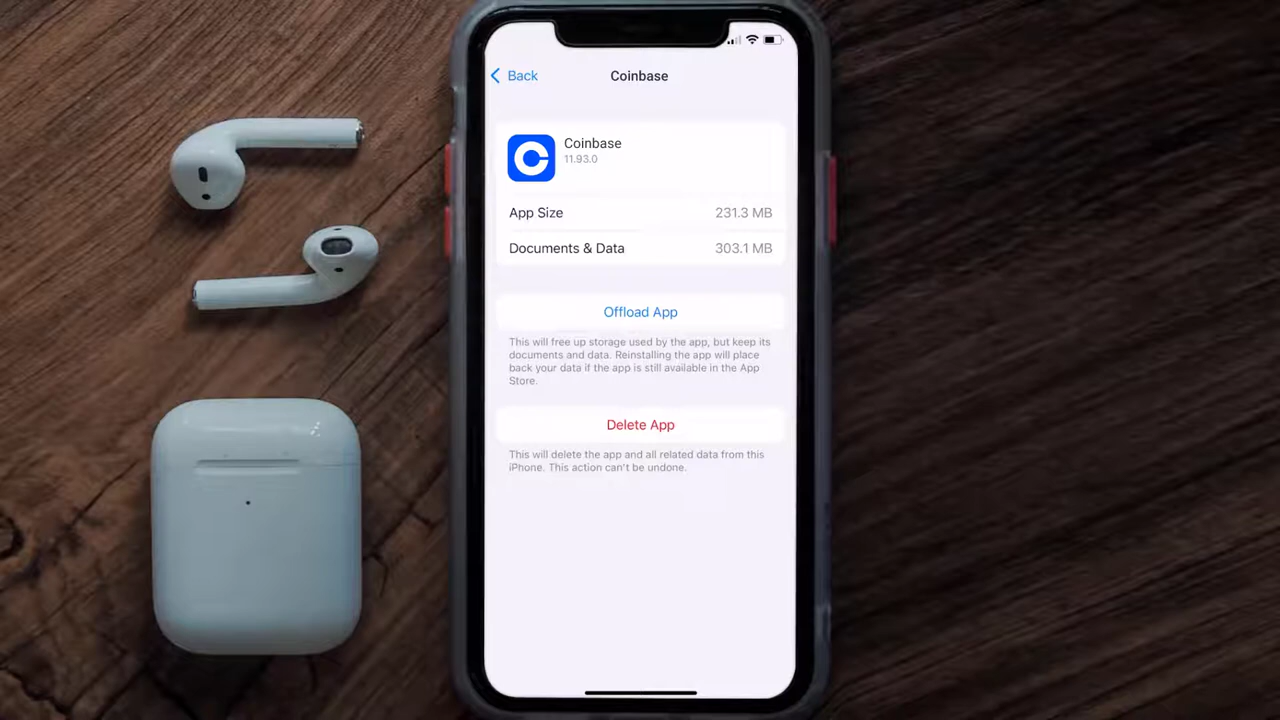 Back
Coinbase
Coinbase
11.93.0
App Size 231.3 MB
Documents & Data 303.1 MB
Offload App
This will free up storage used by the app, but keep its
documents and data. Reinstalling the app will place
back your data if the app is still available in the App
Store.
Delete App
This will delete the app and all related data from this
iPhone. This action can't be undone.